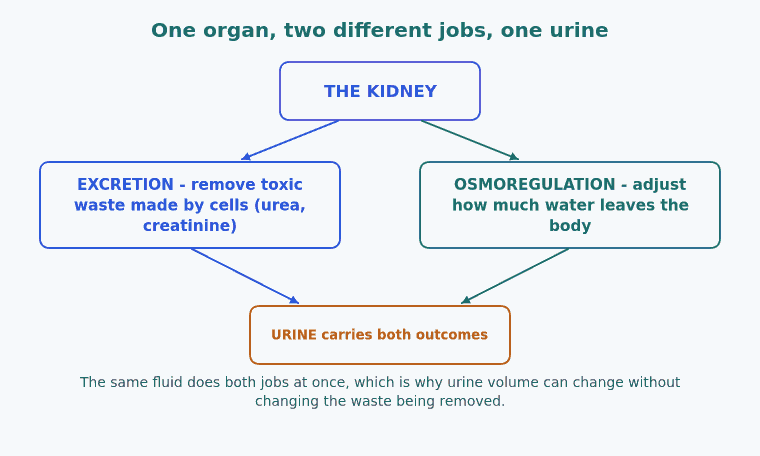 One organ, two different jobs, one urine
THE KIDNEY
EXCRETION - remove toxic
waste made by cells (urea,
creatinine)
OSMOREGULATION - adjust
how much water leaves the
body
URINE carries both outcomes
The same fluid does both jobs at once, which is why urine volume can change without
changing the waste being removed.